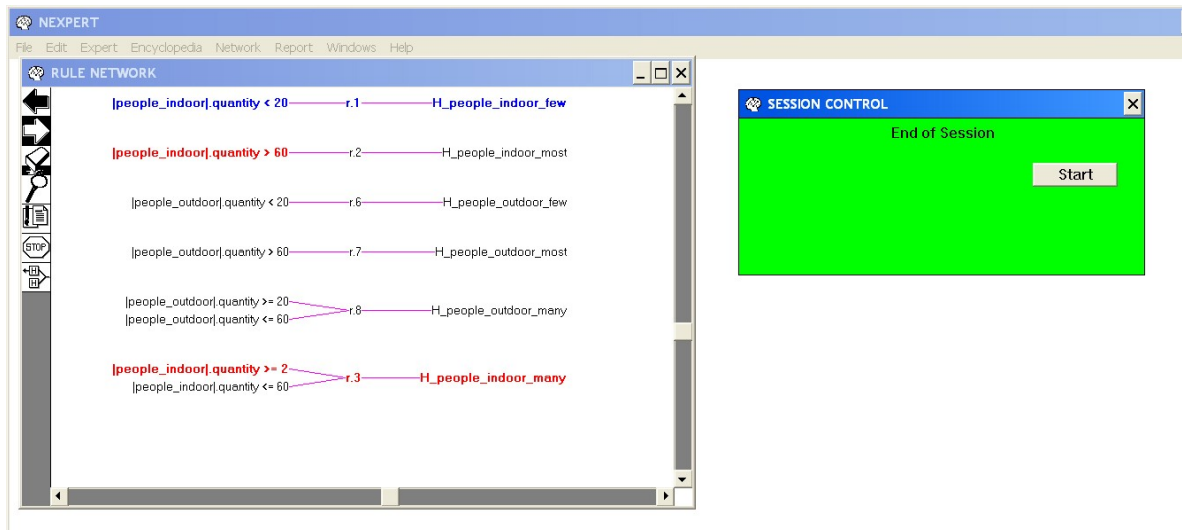 NEXPERT
File Edit Expert Encyclopedia Network Report Windows Help
RULE NETWORK
|people_indoor|.quantity < 20 r.1 H_people_indoor_few
|people_indoor|.quantity > 60 r.2 H_people_indoor_most
|people_outdoor|.quantity < 20 r.6 H_people_outdoor_few
STOP
|people_outdoor|.quantity > 60 r.7 H_people_outdoor_most
H
H
|people_outdoor|.quantity >= 20 r.8 H_people_outdoor_many
|people_outdoor|.quantity <= 60
|people_indoor|.quantity >= 2 r.3 H_people_indoor_many
|people_indoor|.quantity <= 60
SESSION CONTROL
End of Session
Start